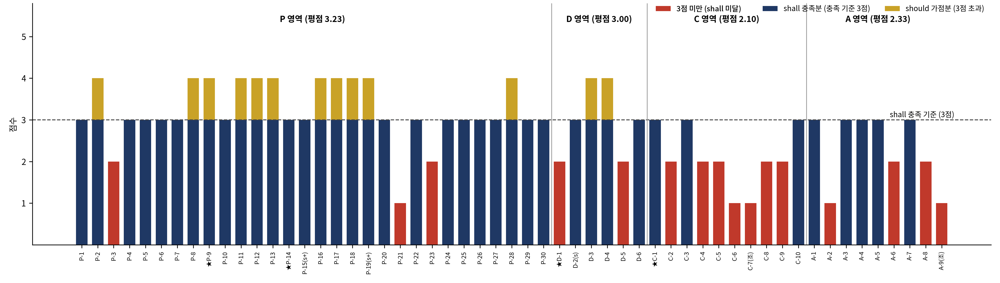 3점 미만 (shall 미달)
shall 충족분 (충족 기준 3점)
should 가점분 (3점 초과)
P 영역 (평점 3.23)
D 영역 (평점 3.00)
C 영역 (평점 2.10)
A 영역 (평점 2.33)
점수
5
4
3
2
1
shall 충족 기준 (3점)
P-1
P-2
P-3
P-4
P-5
P-6
P-7
P-8
★P-9
P-10
P-11
P-12
P-13
★P-14
P-15(s+)
P-16
P-17
P-18
P-19(s+)
P-20
P-21
P-22
P-23
P-24
P-25
P-26
P-27
P-28
P-29
P-30
★D-1
D-2(s)
D-3
D-4
D-5
D-6
★C-1
C-2
C-3
C-4
C-5
C-6
C-7(조)
C-8
C-9
C-10
A-1
A-2
A-3
A-4
A-5
A-6
A-7
A-8
A-9(조)